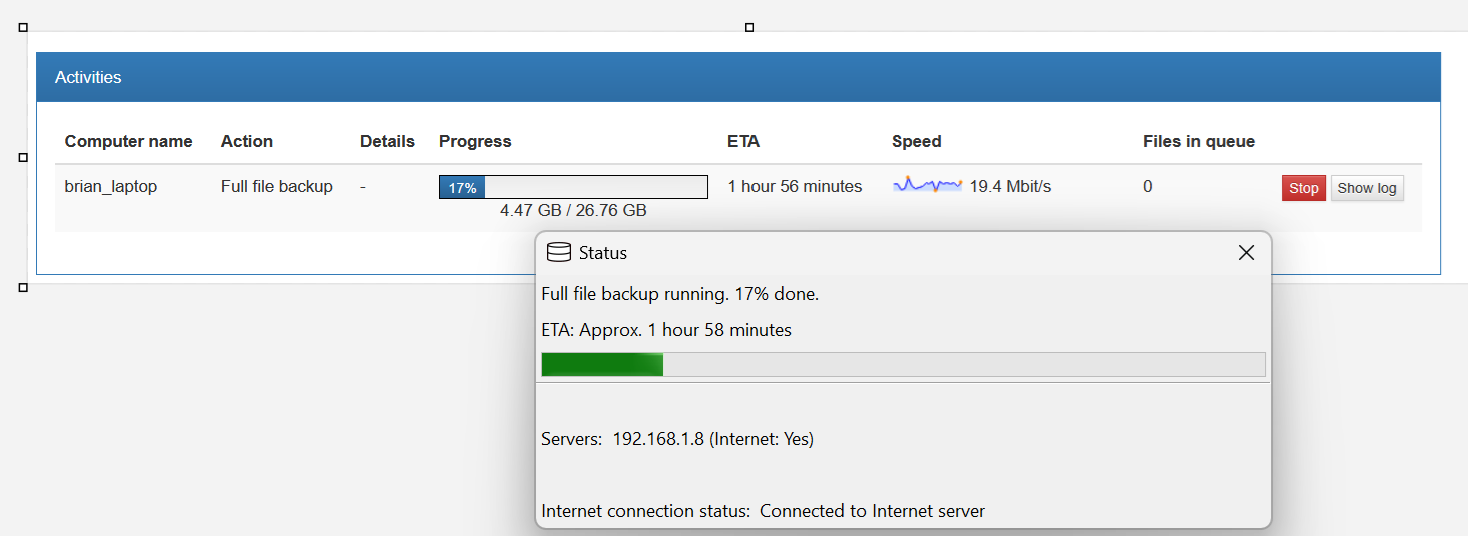 Activities
Computer name Action Details Progress ETA Speed Files in queue
brian_laptop Full file backup - 17% 1 hour 56 minutes 19.4 Mbit/s 0 Stop Show log
4.47 GB / 26.76 GB
Status
Full file backup running. 17% done.
ETA: Approx. 1 hour 58 minutes
Servers: 192.168.1.8 (Internet: Yes)
Internet connection status: Connected to Internet server